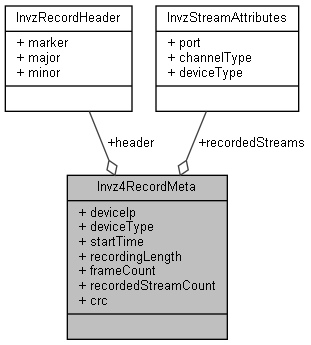 InvzRecordHeader
+ marker
+ major
+ minor
InvzStreamAttributes
+ port
+ channelType
+ deviceType
+header
+recordedStreams
Invz4RecordMeta
+ deviceIp
+ deviceType
+ startTime
+ recordingLength
+ frameCount
+ recordedStreamCount
+ crc